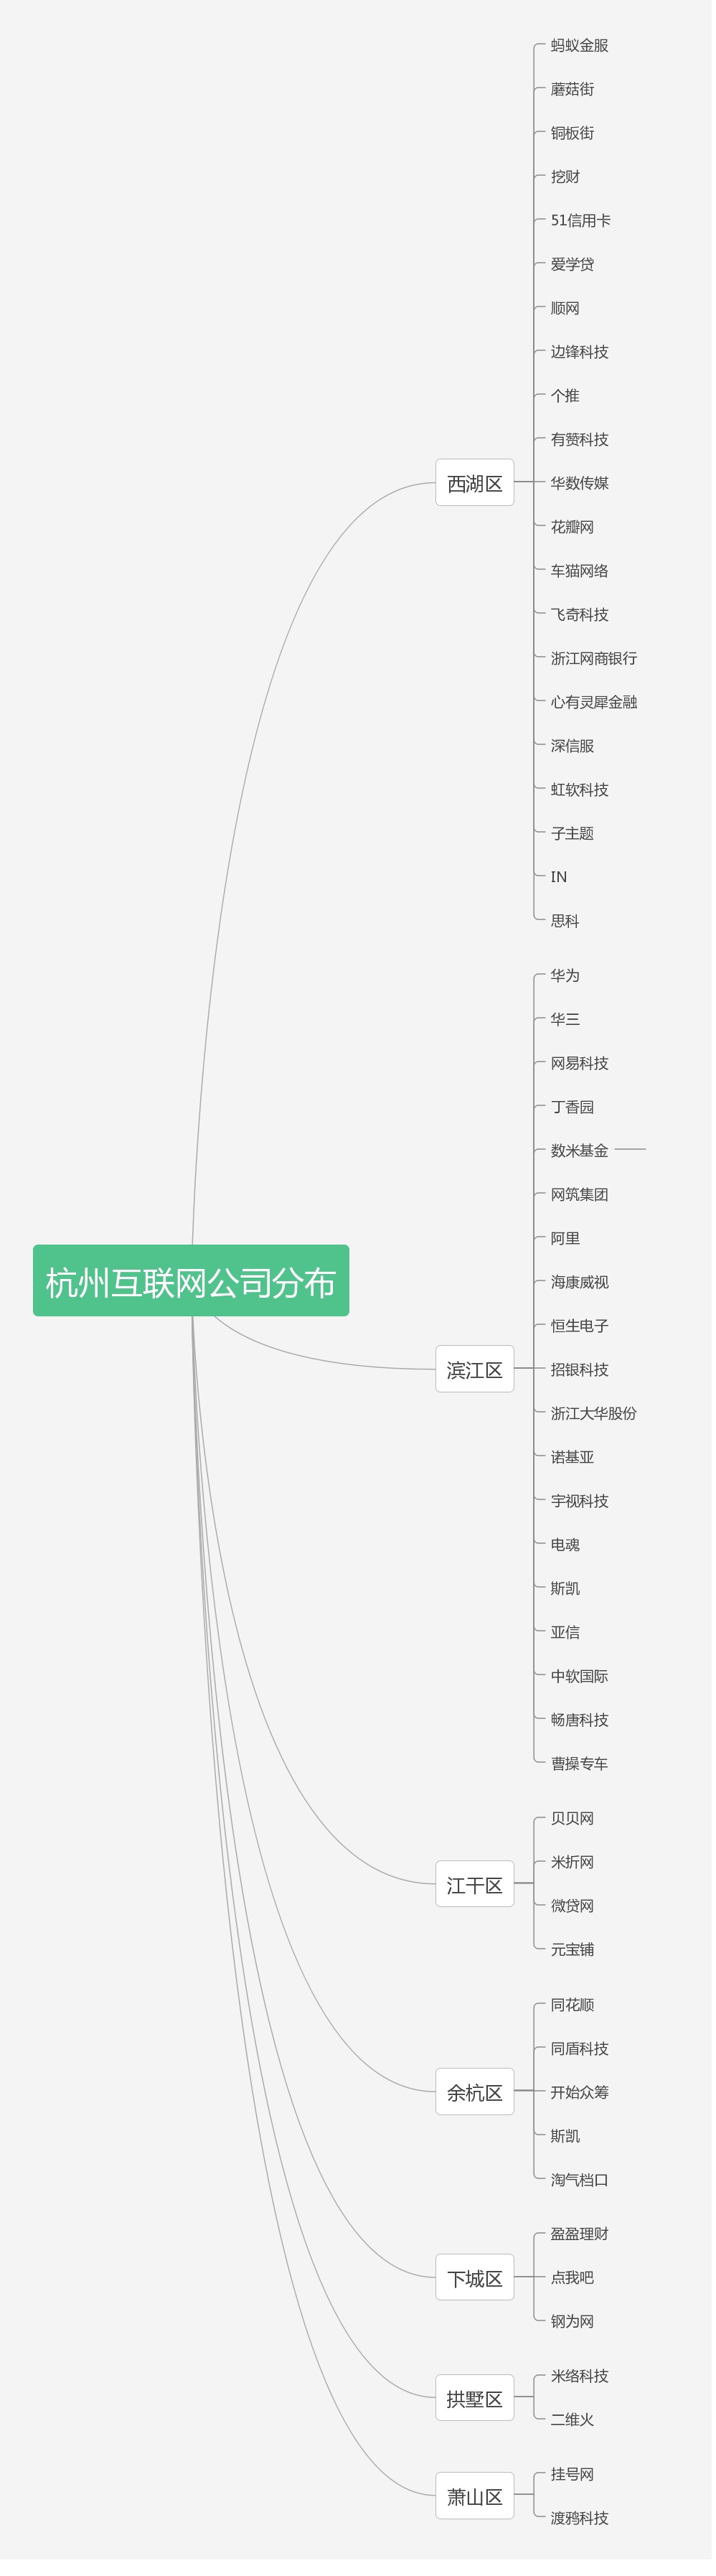 杭州互联网公司分布
西湖区
蚂蚁金服
蘑菇街
铜板街
挖财
51信用卡
爱学贷
顺网
边锋科技
个推
有赞科技
华数传媒
花瓣网
车猫网络
飞奇科技
浙江网商银行
心有灵犀金融
深信服
虹软科技
子主题
IN
思科
滨江区
华为
华三
网易科技
丁香园
数米基金
网筑集团
阿里
海康威视
恒生电子
招银科技
浙江大华股份
诺基亚
宇视科技
电魂
斯凯
亚信
中软国际
畅唐科技
曹操专车
江干区
贝贝网
米折网
微贷网
元宝铺
余杭区
同花顺
同盾科技
开始众筹
斯凯
淘气档口
下城区
盈盈理财
点我吧
钢为网
拱墅区
米络科技
二维火
萧山区
挂号网
渡鸦科技